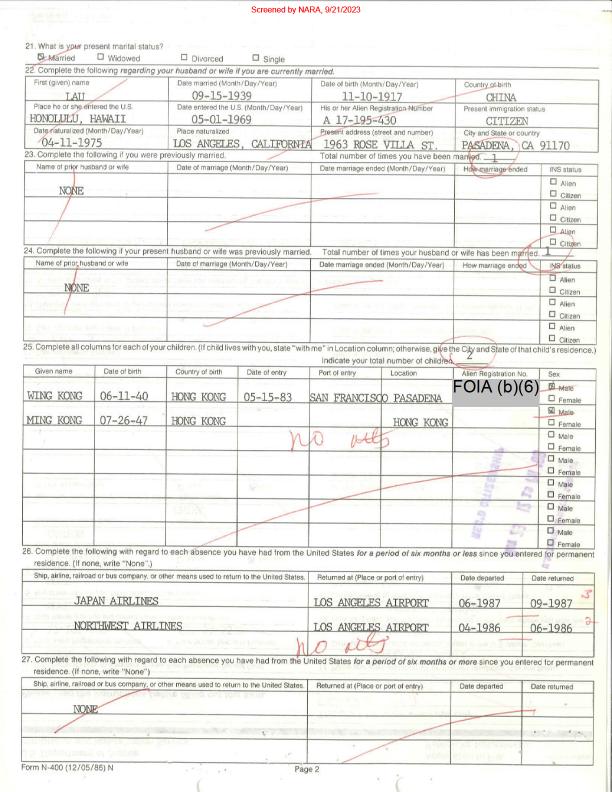 Screened by NARA, 9/21/2023
21. What is your present marital status?
☒ Married ☐ Widowed ☐ Divorced ☐ Single
22. Complete the following regarding your husband or wife if you are currently married.
First (given) name Date married (Month/Day/Year) Date of birth (Month/Day/Year) Country of birth
LAU 09-15-1939 11-10-1917 CHINA
Place he or she entered the U.S. Date entered the U.S. (Month/Day/Year) His or her Alien Registration Number Present immigration status
HONOLULU, HAWAII 05-01-1969 A 17-195-430 CITIZEN
Date naturalized (Month/Day/Year) Place naturalized Present address (street and number) City and State or country
04-11-1975 LOS ANGELES, CALIFORNIA 1963 ROSE VILLA ST. PASADENA, CA 91170
23. Complete if you were previously married. Total number of times you have been married. 1
Name of prior husband or wife Date of marriage (Month/Day/Year) Date marriage ended (Month/Day/Year) How marriage ended INS status
NONE
☐ Alien
☐ Citizen
☐ Alien
☐ Citizen
☐ Alien
☐ Citizen
24. Complete the following if your present husband or wife was previously married. Total number of times your husband or wife has been married. 1
Name of prior husband or wife Date of marriage (Month/Day/Year) Date marriage ended (Month/Day/Year) How marriage ended INS status
NONE
☐ Alien
☐ Citizen
☐ Alien
☐ Citizen
☐ Alien
☐ Citizen
25. Complete all columns for each of your children. (If child lives with you, state "with me" in Location column; otherwise, give the City and State of that child's residence.)
Indicate your total number of children. 2
Given name Date of birth Country of birth Date of entry Port of entry Location Alien Registration No. Sex
FOIA (b)(6)
WING KONG 06-11-40 HONG KONG 05-15-83 SAN FRANCISCO PASADENA ☒ Male
☐ Female
MING KONG 07-26-47 HONG KONG HONG KONG ☒ Male
☐ Female
no
☐ Male
☐ Female
☐ Male
☐ Female
☐ Male
☐ Female
☐ Male
☐ Female
☐ Male
☐ Female
26. Complete with regard to each absence you have had from the United States for a period of six months or less since you entered for permanent
residence. (If none, write "None".)
Ship, airline, railroad or bus company, or other means used to return to the United States. Returned at (Place or port of entry) Date departed Date returned
JAPAN AIRLINES LOS ANGELES AIRPORT 06-1987 09-1987 3
NORTHWEST AIRLINES LOS ANGELES AIRPORT 04-1986 06-1986 2
no
27. Complete the following with regard to each absence you have had from the United States for a period of six months or more since you entered for permanent
residence. (If none, write "None")
Ship, airline, railroad or bus company, or other means used to return to the United States. Returned at (Place or port of entry) Date departed Date returned
NONE
Form N-400 (12/05/86) N
Page 2